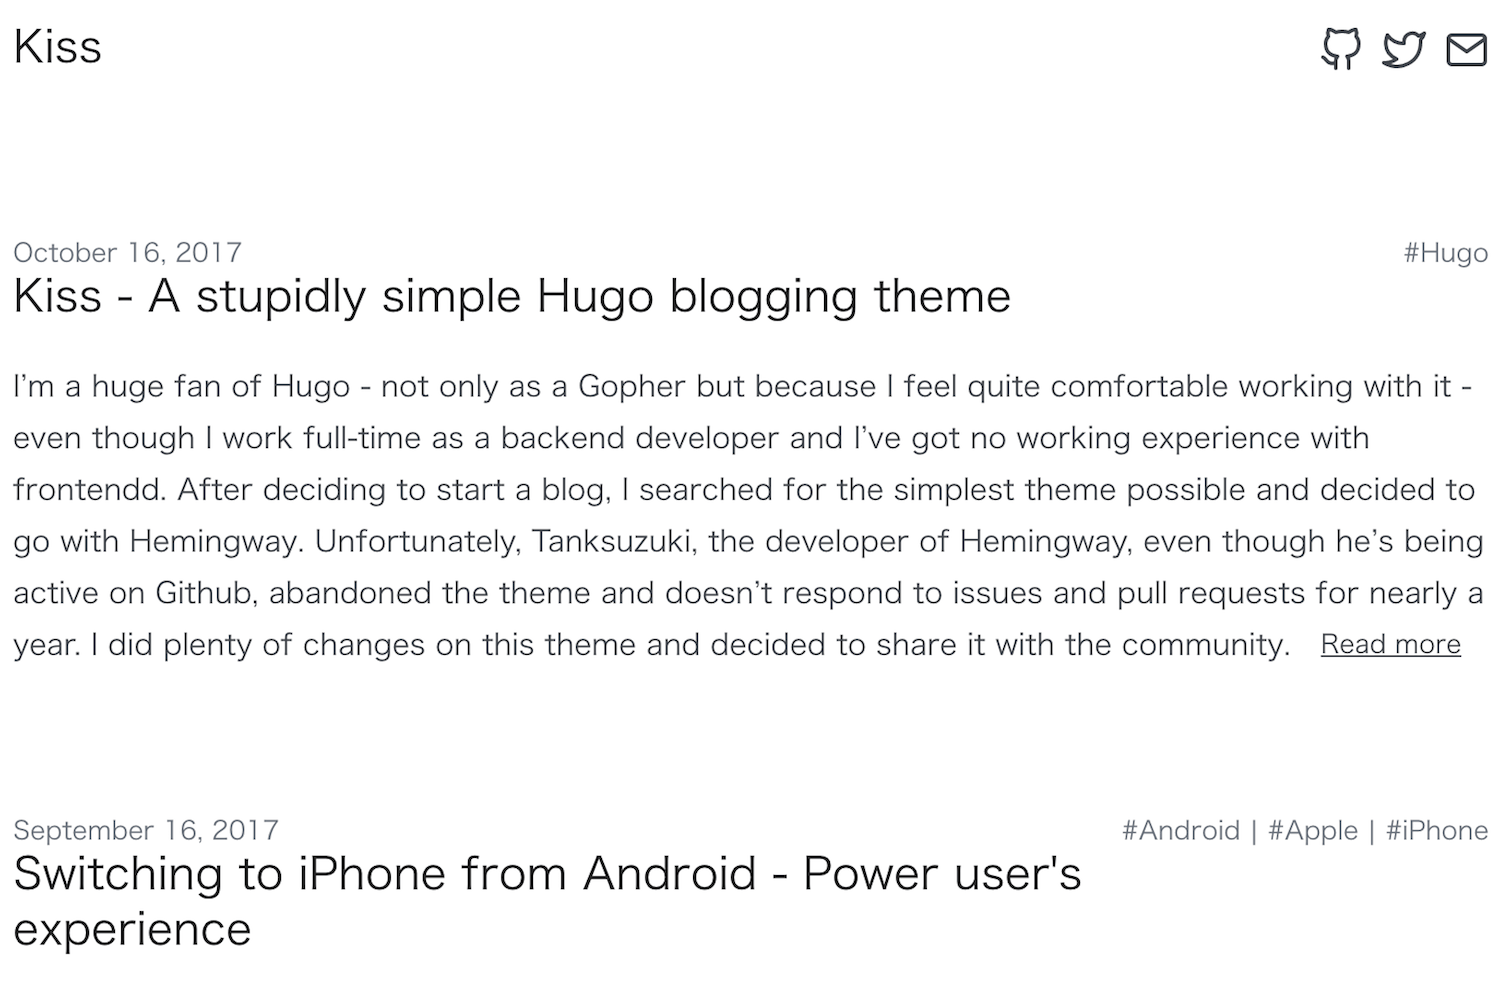 Kiss
October 16, 2017 #Hugo
Kiss - A stupidly simple Hugo blogging theme
I’m a huge fan of Hugo - not only as a Gopher but because I feel quite comfortable working with it -
even though I work full-time as a backend developer and I’ve got no working experience with
frontendd. After deciding to start a blog, I searched for the simplest theme possible and decided to
go with Hemingway. Unfortunately, Tanksuzuki, the developer of Hemingway, even though he’s being
active on Github, abandoned the theme and doesn’t respond to issues and pull requests for nearly a
year. I did plenty of changes on this theme and decided to share it with the community. Read more
September 16, 2017 #Android | #Apple | #iPhone
Switching to iPhone from Android - Power user's
experience